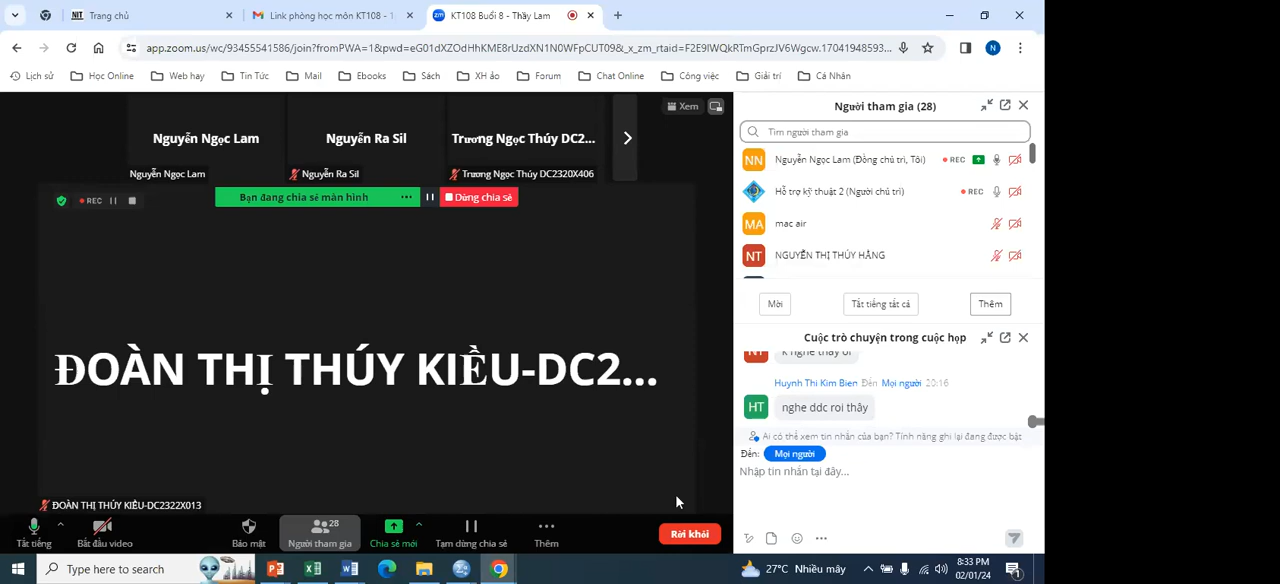 Trang chủ
Link phòng học môn KT108 - 1
KT108 Buổi 8 - Thầy Lam
app.zoom.us/wc/93455541586/join?fromPWA=1&pwd=eG01dXZOdHhKME8rUzdXN1N0WFpCUT09&_x_zm_rtaid=F2E9IWQkRTmGprzJV6Wgcw.17041948593...
N
Lịch sử
Học Online
Web hay
Tin Tức
Mail
Ebooks
Sách
XH ảo
Forum
Chat Online
Công việc
Giải trí
Cá Nhân
Nguyễn Ngọc Lam
Nguyễn Ra Sil
Trương Ngọc Thúy DC2...
Xem
Nguyễn Ngọc Lam
Nguyễn Ra Sil
Trương Ngọc Thúy DC2320X406
REC
Bạn đang chia sẻ màn hình
Dừng chia sẻ
ĐOÀN THỊ THÚY KIỀU-DC2...
ĐOÀN THỊ THÚY KIỀU-DC2322X013
Tắt tiếng
Bắt đầu video
Bảo mật
28
Người tham gia
Chia sẻ mới
Tạm dừng chia sẻ
Thêm
Rời khỏi
Người tham gia (28)
Tìm người tham gia
NN Nguyễn Ngọc Lam (Đồng chủ trì, Tôi) REC
Hỗ trợ kỹ thuật 2 (Người chủ trì) REC
MA mac air
NT NGUYỄN THỊ THÚY HẰNG
Mời
Tắt tiếng tất cả
Thêm
Cuộc trò chuyện trong cuộc họp
NT k nghe thầy ơi
Huynh Thi Kim Bien Đến Mọi người 20:16
HT nghe ddc roi thầy
Ai có thể xem tin nhắn của bạn? Tính năng ghi lại đang được bật
Đến: Mọi người
Nhập tin nhắn tại đây...
Type here to search
27°C Nhiều mây
8:33 PM
02/01/24
1